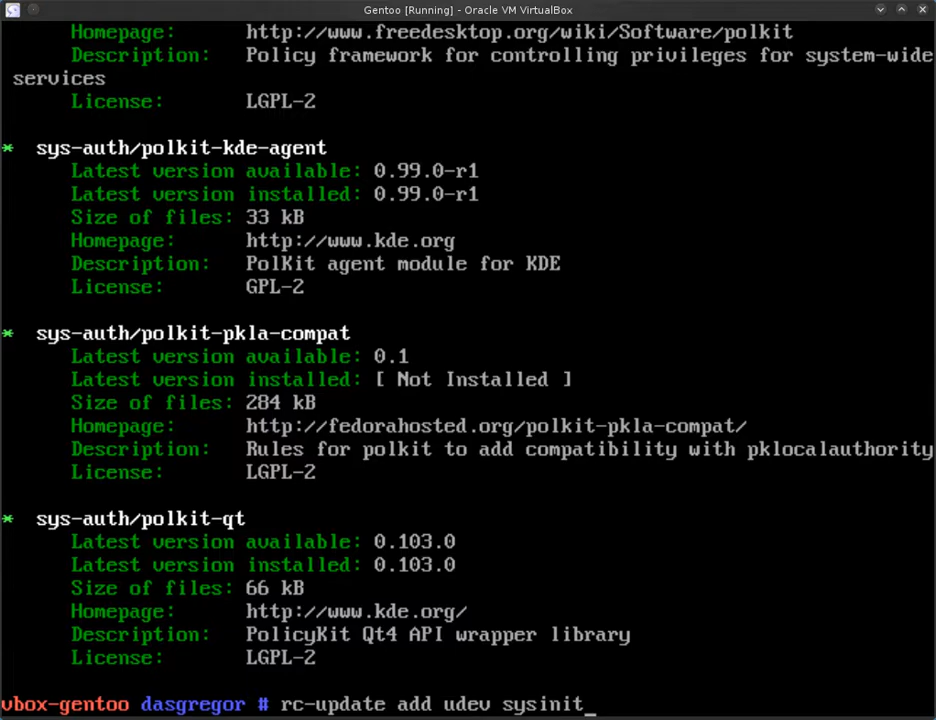 Gentoo [Running] - Oracle VM VirtualBox
Homepage: http://www.freedesktop.org/wiki/Software/polkit
Description: Policy framework for controlling privileges for system-wide
services
License: LGPL-2
* sys-auth/polkit-kde-agent
Latest version available: 0.99.0-r1
Latest version installed: 0.99.0-r1
Size of files: 33 kB
Homepage: http://www.kde.org
Description: PolKit agent module for KDE
License: GPL-2
* sys-auth/polkit-pkla-compat
Latest version available: 0.1
Latest version installed: [ Not Installed ]
Size of files: 284 kB
Homepage: http://fedorahosted.org/polkit-pkla-compat/
Description: Rules for polkit to add compatibility with pklocalauthority
License: LGPL-2
* sys-auth/polkit-qt
Latest version available: 0.103.0
Latest version installed: 0.103.0
Size of files: 66 kB
Homepage: http://www.kde.org/
Description: PolicyKit Qt4 API wrapper library
License: LGPL-2
vbox-gentoo dasgregor # rc-update add udev sysinit_